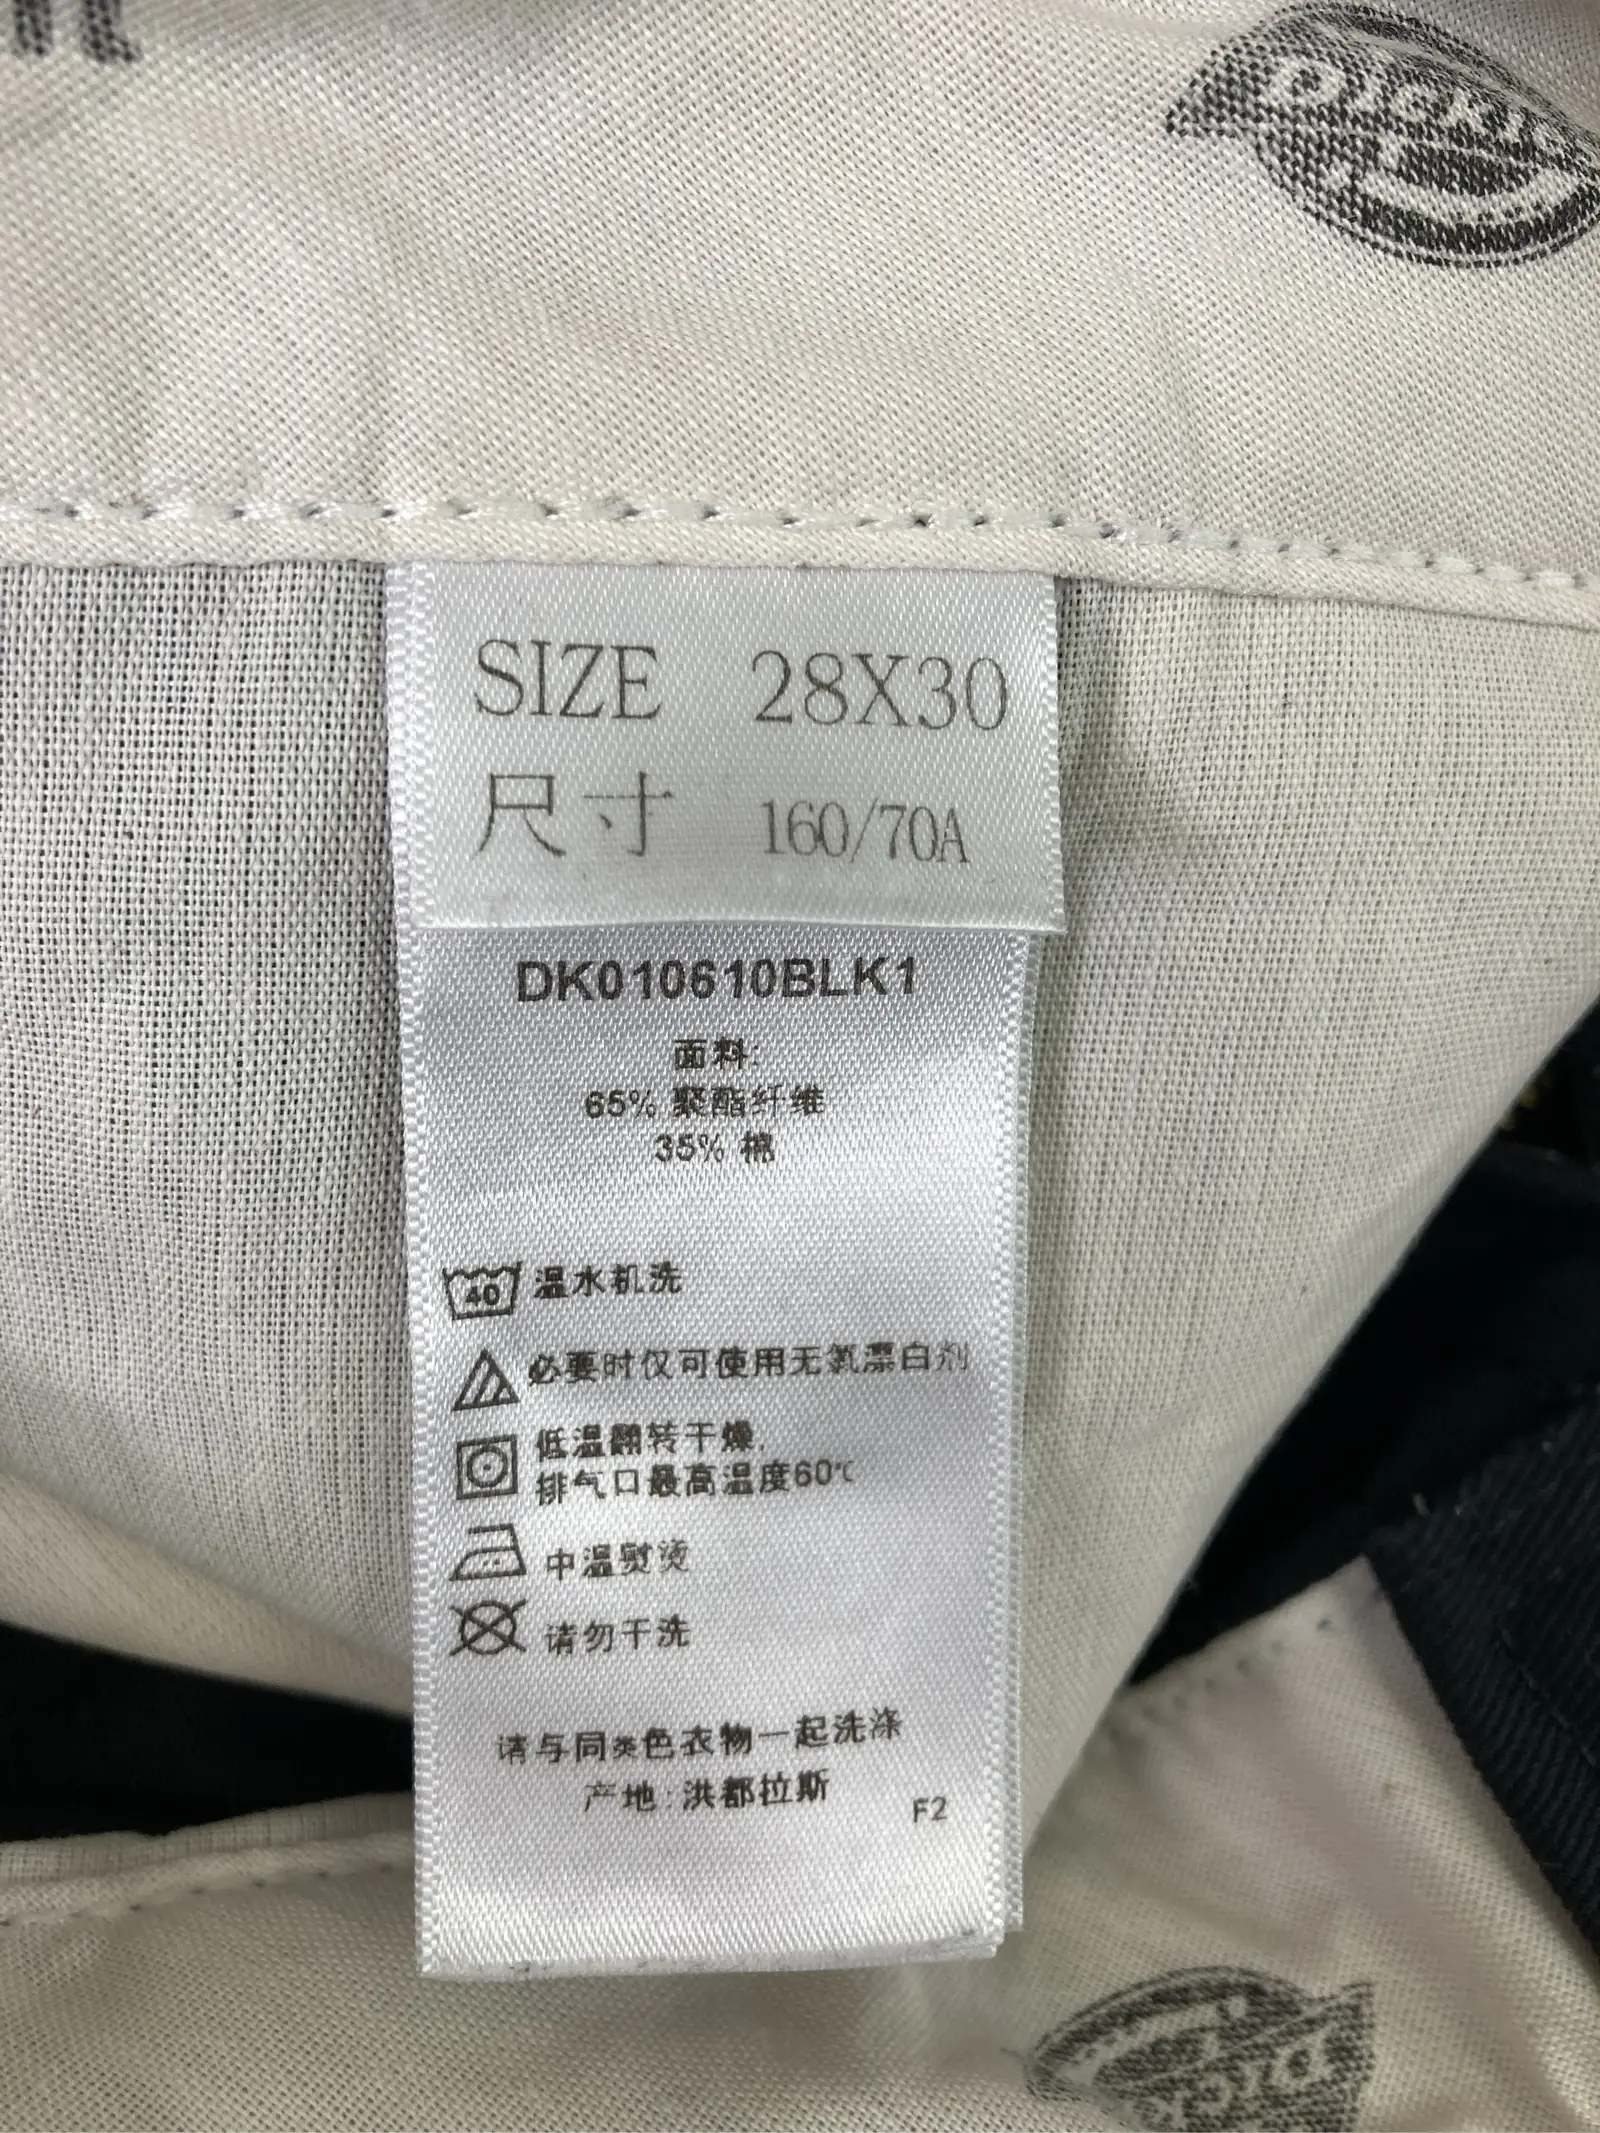 DICKIES
SIZE 28X30
尺寸 160/70A
DK010610BLK1
面料:
65% 聚酯纤维
35% 棉
40 温水机洗
必要时仅可使用无氯漂白剂
低温翻转干燥,
排气口最高温度60℃
中温熨烫
请勿干洗
请与同类色衣物一起洗涤
产地:洪都拉斯
F2